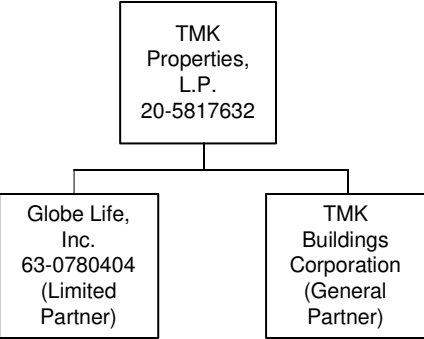 TMK
Properties,
L.P.
20-5817632
Globe Life,
Inc.
63-0780404
(Limited
Partner)
TMK
Buildings
Corporation
(General
Partner)